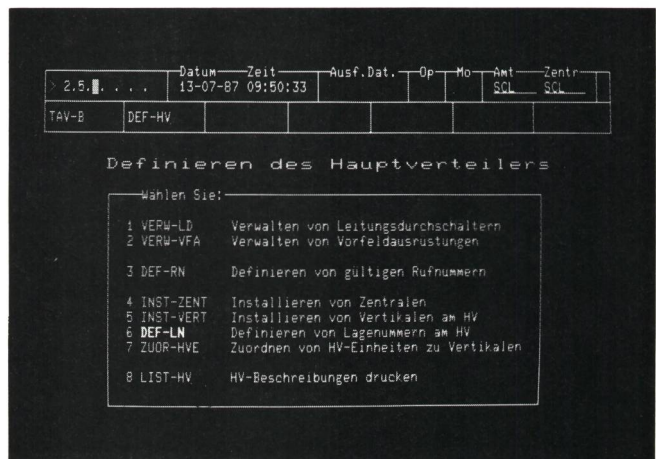 Datum Zeit Ausf.Dat. Op Mo Amt Zentr
> 2.5. . . . . 13-07-87 09:50:33 SCL SCL
TAV-B DEF-HV
Definieren des Hauptverteilers
Wählen Sie:
1 VERW-LD Verwalten von Leitungsdurchschaltern
2 VERW-VFA Verwalten von Vorfeldausrustungen
3 DEF-RN Definieren von gültigen Rufnummern
4 INST-ZENT Installieren von Zentralen
5 INST-VERT Installieren von Vertikalen am HV
6 DEF-LN Definieren von Lagenummern am HV
7 ZUOR-HVE Zuordnen von HV-Einheiten zu Vertikalen
8 LIST-HV HV-Beschreibungen drucken